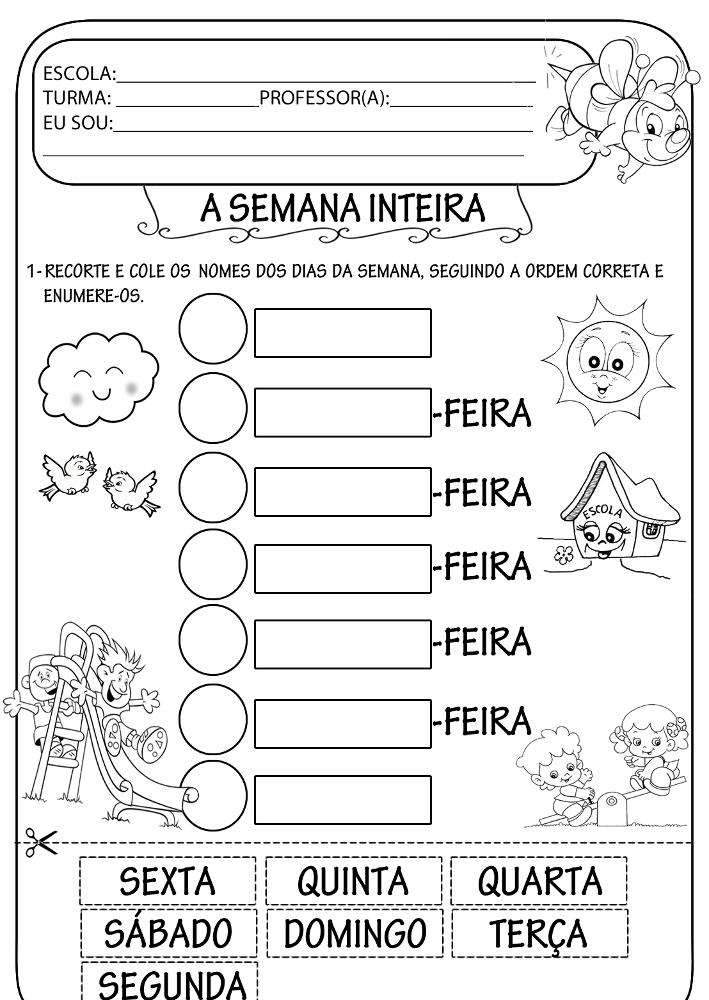 ESCOLA:
TURMA: PROFESSOR(A):
EU SOU:
A SEMANA INTEIRA
1- RECORTE E COLE OS NOMES DOS DIAS DA SEMANA, SEGUINDO A ORDEM CORRETA E
ENUMERE-OS.
-FEIRA
-FEIRA
ESCOLA
-FEIRA
-FEIRA
-FEIRA
SEXTA QUINTA QUARTA
SÁBADO DOMINGO TERÇA
SEGUNDA